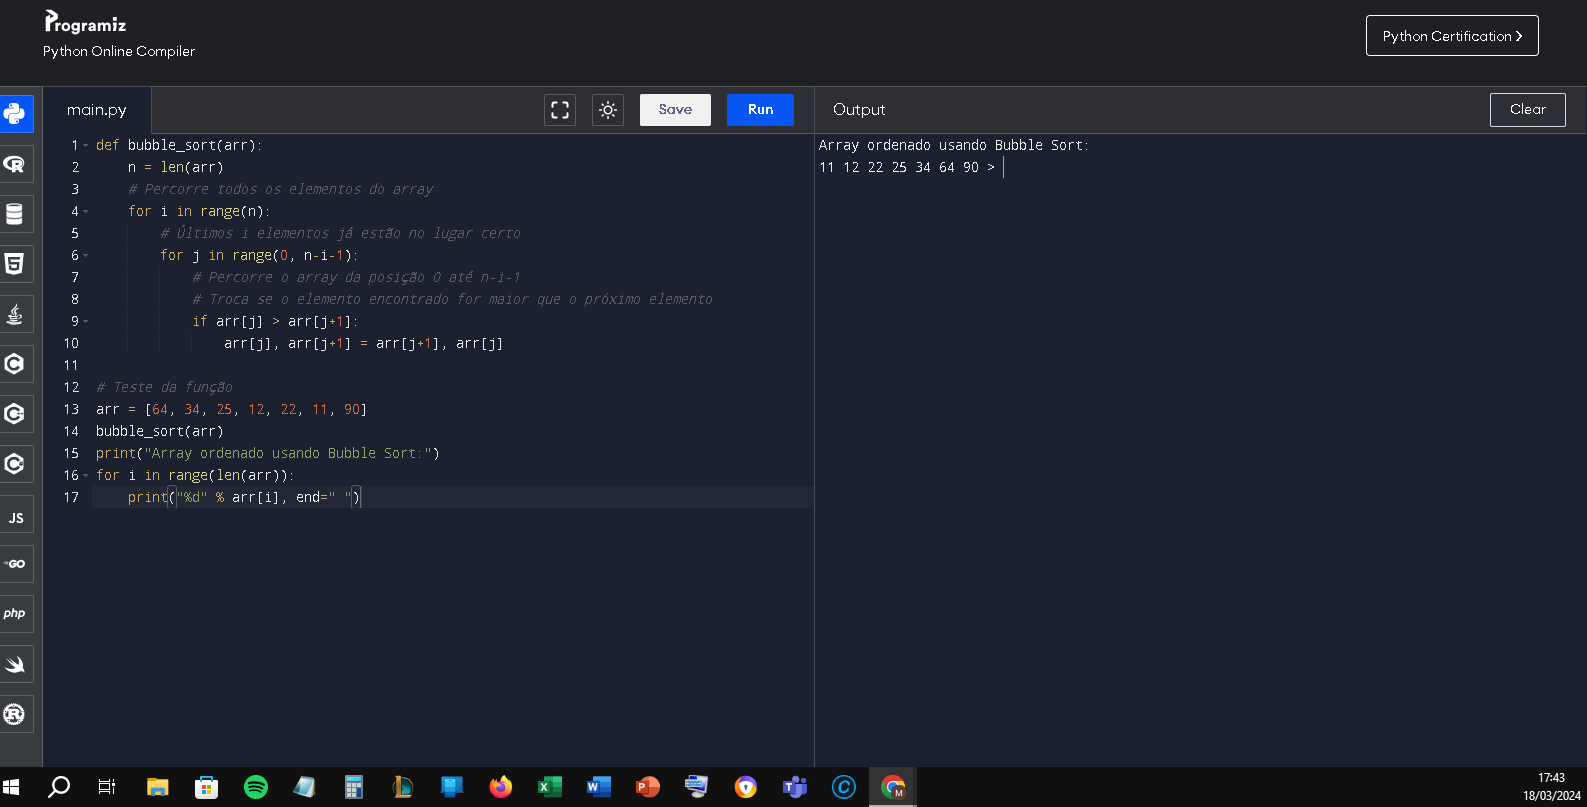 Programiz
Python Online Compiler
Python Certification >
main.py
Save
Run
Output
Clear
1 def bubble_sort(arr):
2     n = len(arr)
3     # Percorre todos os elementos do array
4     for i in range(n):
5         # Últimos i elementos já estão no lugar certo
6         for j in range(0, n-i-1):
7             # Percorre o array da posição 0 até n-i-1
8             # Troca se o elemento encontrado for maior que o próximo elemento
9             if arr[j] > arr[j+1]:
10                 arr[j], arr[j+1] = arr[j+1], arr[j]
11
12 # Teste da função
13 arr = [64, 34, 25, 12, 22, 11, 90]
14 bubble_sort(arr)
15 print("Array ordenado usando Bubble Sort:")
16 for i in range(len(arr)):
17     print("%d" % arr[i], end=" ")
Array ordenado usando Bubble Sort:
11 12 22 25 34 64 90 >
JS
GO
php
17:43
18/03/2024